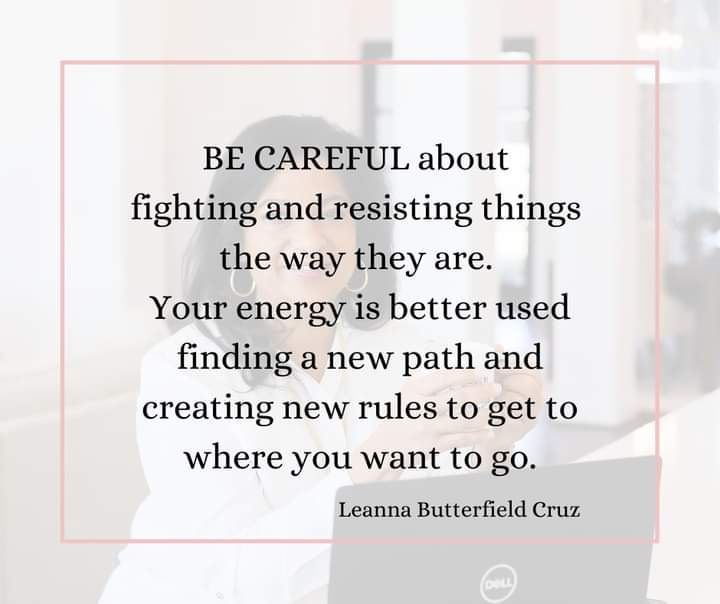 BE CAREFUL about
fighting and resisting things
the way they are.
Your energy is better used
finding a new path and
creating new rules to get to
where you want to go.
Leanna Butterfield Cruz
DELL